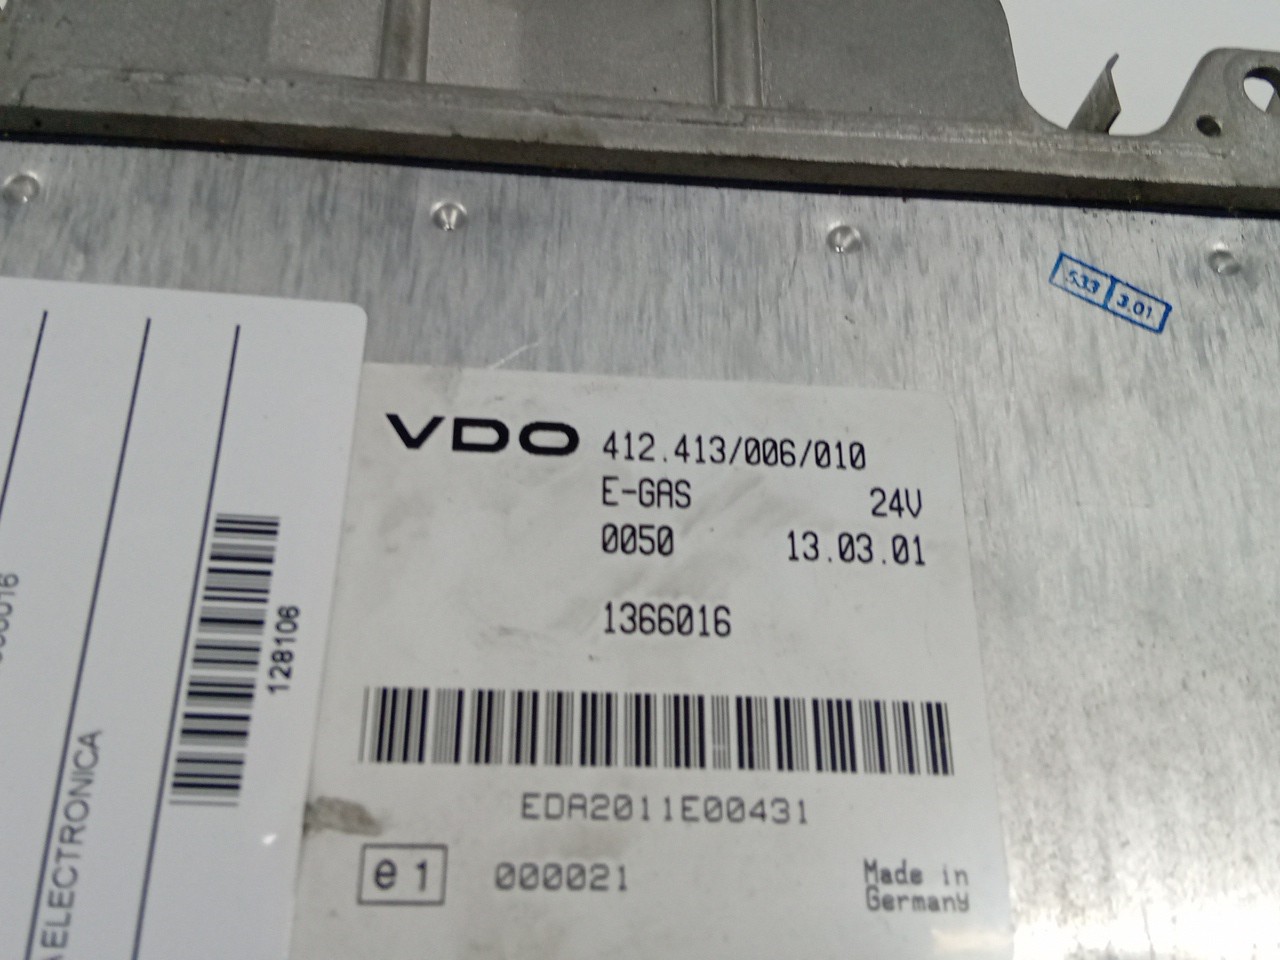 533 3.01
VDO 412.413/006/010
E-GAS 24V
0050 13.03.01
1366016
EDA2011E00431
e1 000021 Made in
Germany
128106
ELECTRONICA